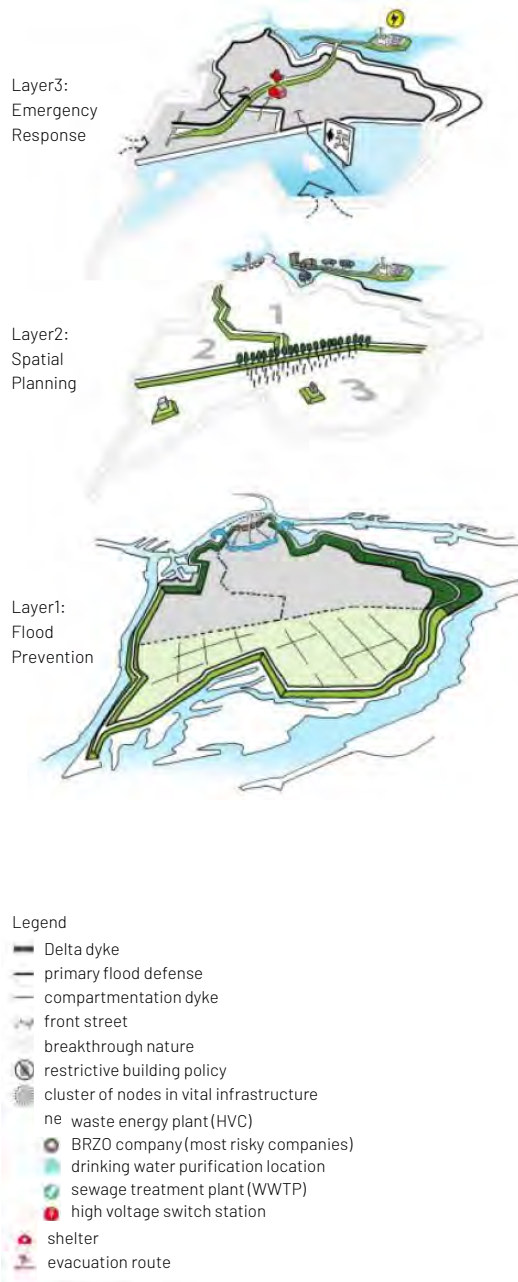 Layer3:
Emergency
Response
Layer2:
Spatial
Planning
1
2
3
Layer1:
Flood
Prevention
Legend
Delta dyke
primary flood defense
compartmentation dyke
front street
breakthrough nature
restrictive building policy
cluster of nodes in vital infrastructure
ne waste energy plant (HVC)
BRZO company (most risky companies)
drinking water purification location
sewage treatment plant (WWTP)
high voltage switch station
shelter
evacuation route